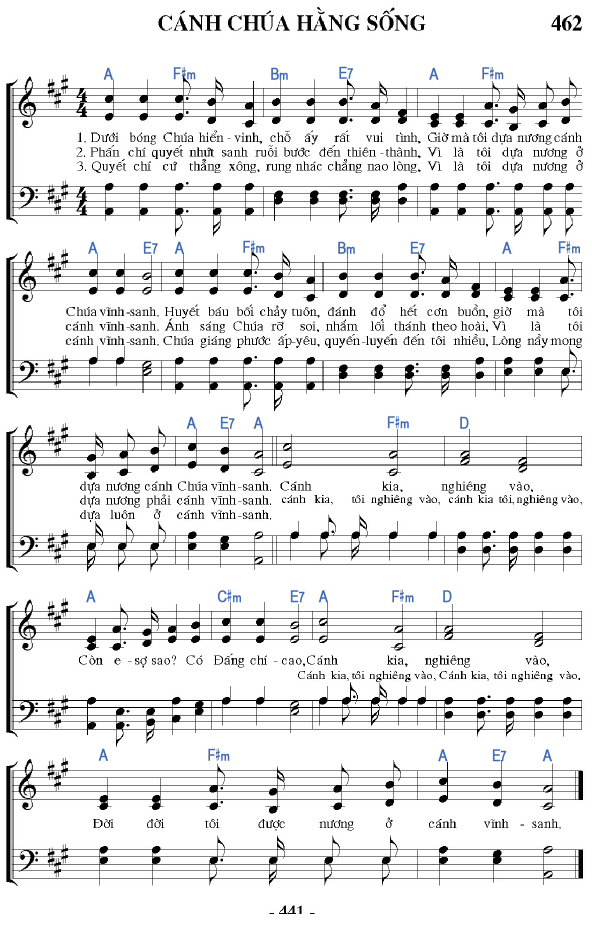 CÁNH CHÚA HẰNG SỐNG 462
A F#m Bm E7 A F#m
4 4
1. Dưới bóng Chúa hiển-vinh, chỗ ấy rất vui tình, Giờ mà tôi dựa nương cánh
2. Phấn chí quyết nhứt sanh ruỗi bước đến thiên-thành, Vì là tôi dựa nương ở
3. Quyết chí cứ thẳng xông, rung nhác chẳng nao lòng, Vì là tôi dựa nương ở
4 4
A E7 A F#m Bm E7 A F#m
Chúa vĩnh-sanh. Huyết báu bối chảy tuôn, đánh đổ hết cơn buồn, giờ mà tôi
cánh vĩnh-sanh. Ánh sáng Chúa rỡ soi, nhấm lối thánh theo hoài, Vì là tôi
cánh vĩnh-sanh. Chúa giáng phước ấp-yêu, quyến-luyến đến tôi nhiều, Lòng nầy mong
A E7 A F#m D
dựa nương cánh Chúa vĩnh-sanh. Cánh kia, nghiêng vào,
dựa nương phải cánh vĩnh-sanh. cánh kia, tôi nghiêng vào, cánh kia tôi, nghiêng vào,
dựa luôn ở cánh vĩnh-sanh.
A C#m E7 A F#m D
Còn e-sợ sao? Có Đấng chí-cao, Cánh kia, nghiêng vào,
Cánh kia, tôi nghiêng vào, Cánh kia, tôi nghiêng vào.
A F#m A E7 A
Đời đời tôi được nương ở cánh vĩnh-sanh.
- 441 -